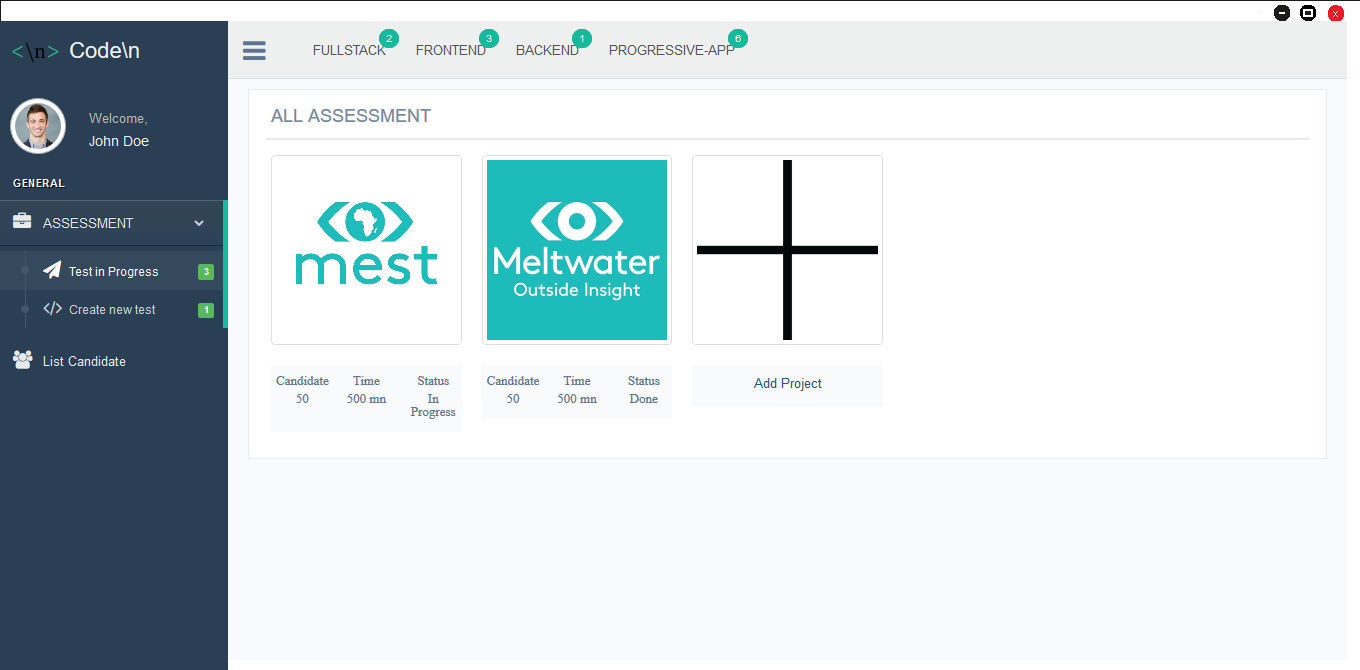 x
<\n> Code\n
FULLSTACK 2
FRONTEND 3
BACKEND 1
PROGRESSIVE-APP 6
Welcome,
John Doe
GENERAL
ASSESSMENT
Test in Progress 3
</> Create new test 1
List Candidate
ALL ASSESSMENT
mest
Meltwater
Outside Insight
Candidate Time Status
50 500 mn In
Progress
Candidate Time Status
50 500 mn Done
Add Project